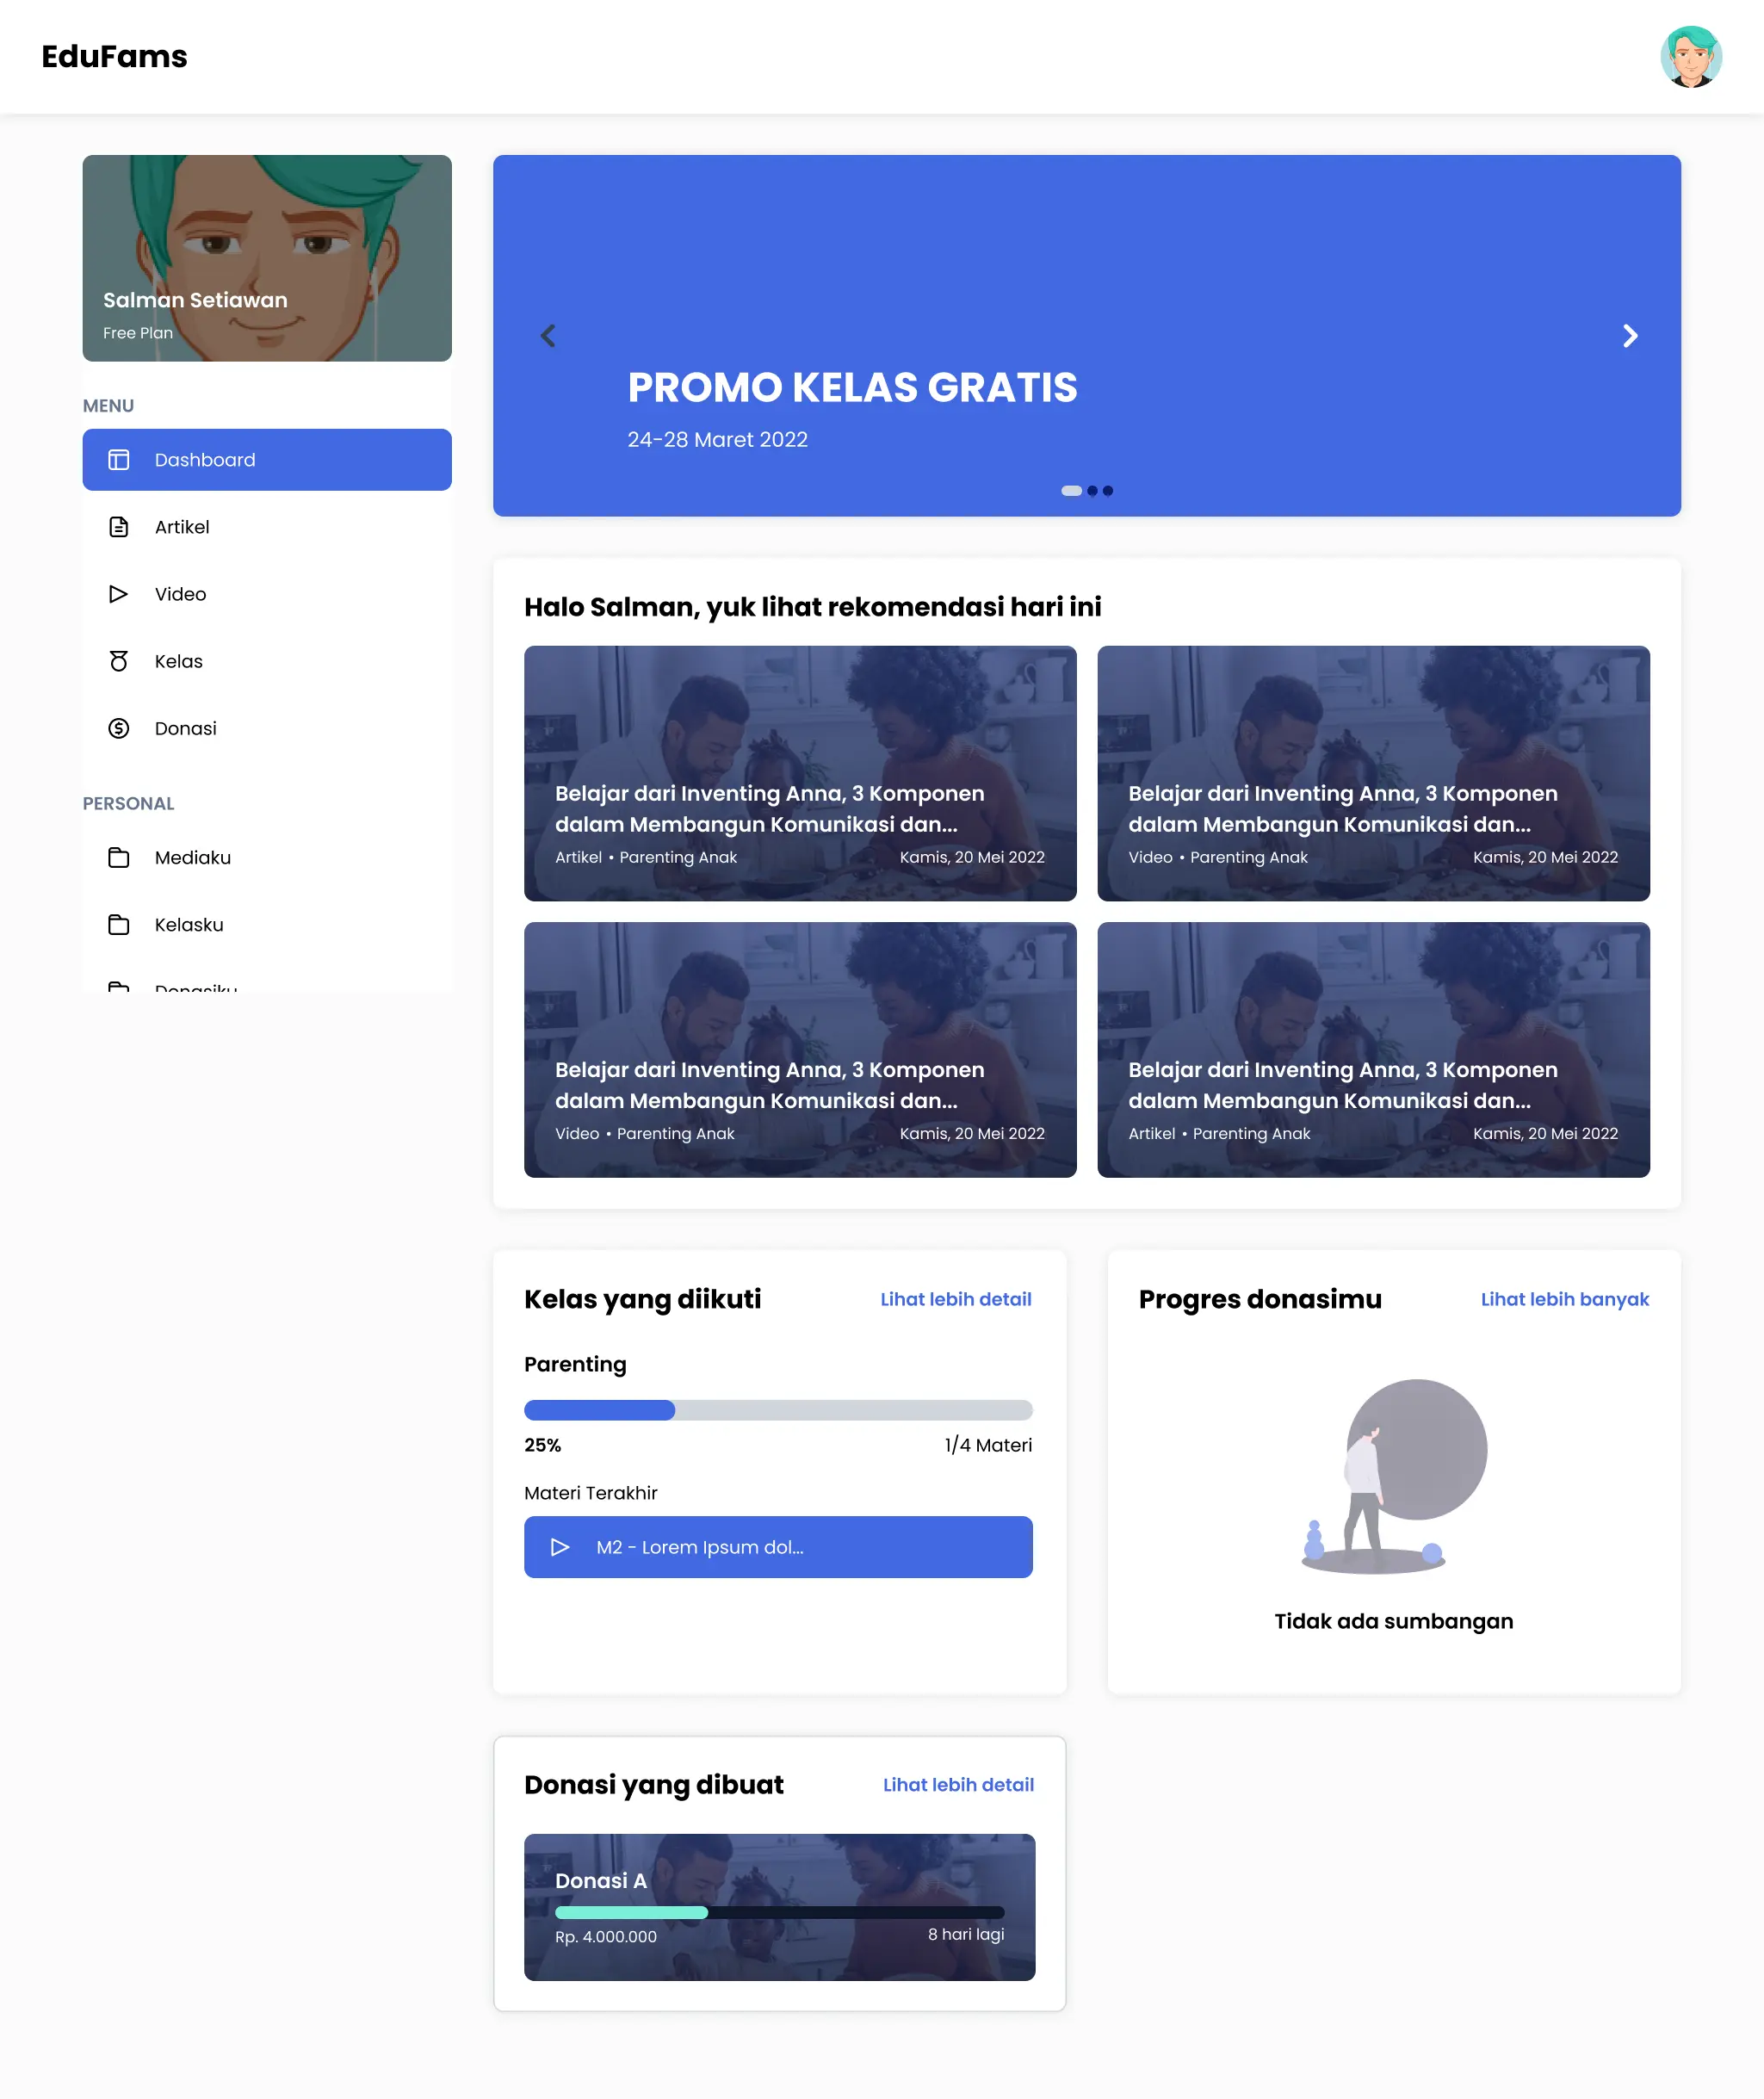 EduFams
Salman Setiawan
Free Plan
MENU
Dashboard
Artikel
Video
Kelas
Donasi
PERSONAL
Mediaku
Kelasku
Donasiku
PROMO KELAS GRATIS
24-28 Maret 2022
Halo Salman, yuk lihat rekomendasi hari ini
Belajar dari Inventing Anna, 3 Komponen
dalam Membangun Komunikasi dan...
Artikel • Parenting Anak
Kamis, 20 Mei 2022
Belajar dari Inventing Anna, 3 Komponen
dalam Membangun Komunikasi dan...
Video • Parenting Anak
Kamis, 20 Mei 2022
Belajar dari Inventing Anna, 3 Komponen
dalam Membangun Komunikasi dan...
Video • Parenting Anak
Kamis, 20 Mei 2022
Belajar dari Inventing Anna, 3 Komponen
dalam Membangun Komunikasi dan...
Artikel • Parenting Anak
Kamis, 20 Mei 2022
Kelas yang diikuti
Lihat lebih detail
Parenting
25%
1/4 Materi
Materi Terakhir
M2 - Lorem Ipsum dol...
Progres donasimu
Lihat lebih banyak
Tidak ada sumbangan
Donasi yang dibuat
Lihat lebih detail
Donasi A
Rp. 4.000.000
8 hari lagi